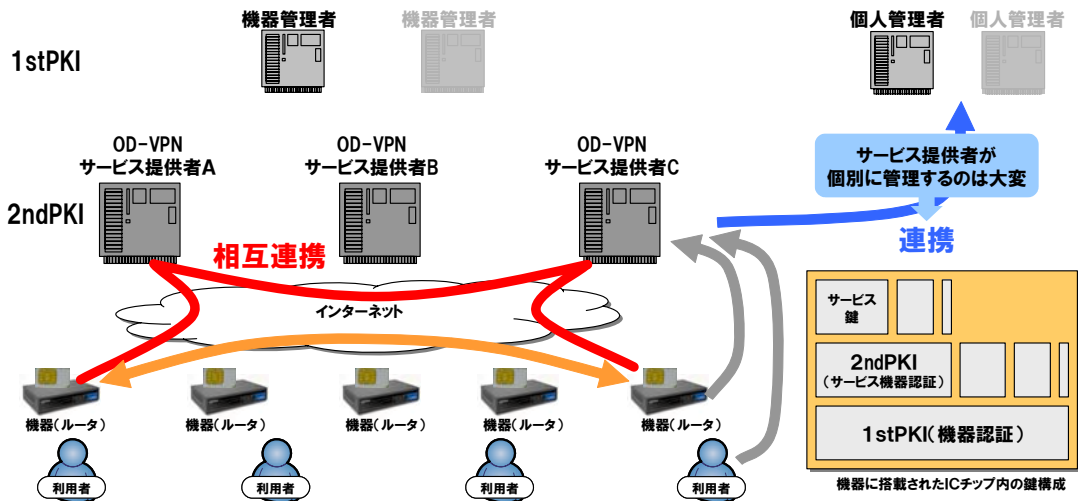 機器管理者
機器管理者
個人管理者
個人管理者
1stPKI
OD-VPN
サービス提供者A
OD-VPN
サービス提供者B
OD-VPN
サービス提供者C
サービス提供者が
個別に管理するのは大変
2ndPKI
相互連携
連携
インターネット
サービス
鍵
2ndPKI
(サービス機器認証)
1stPKI(機器認証)
機器に搭載されたICチップ内の鍵構成
機器(ルータ)
機器(ルータ)
機器(ルータ)
機器(ルータ)
機器(ルータ)
利用者
利用者
利用者
利用者